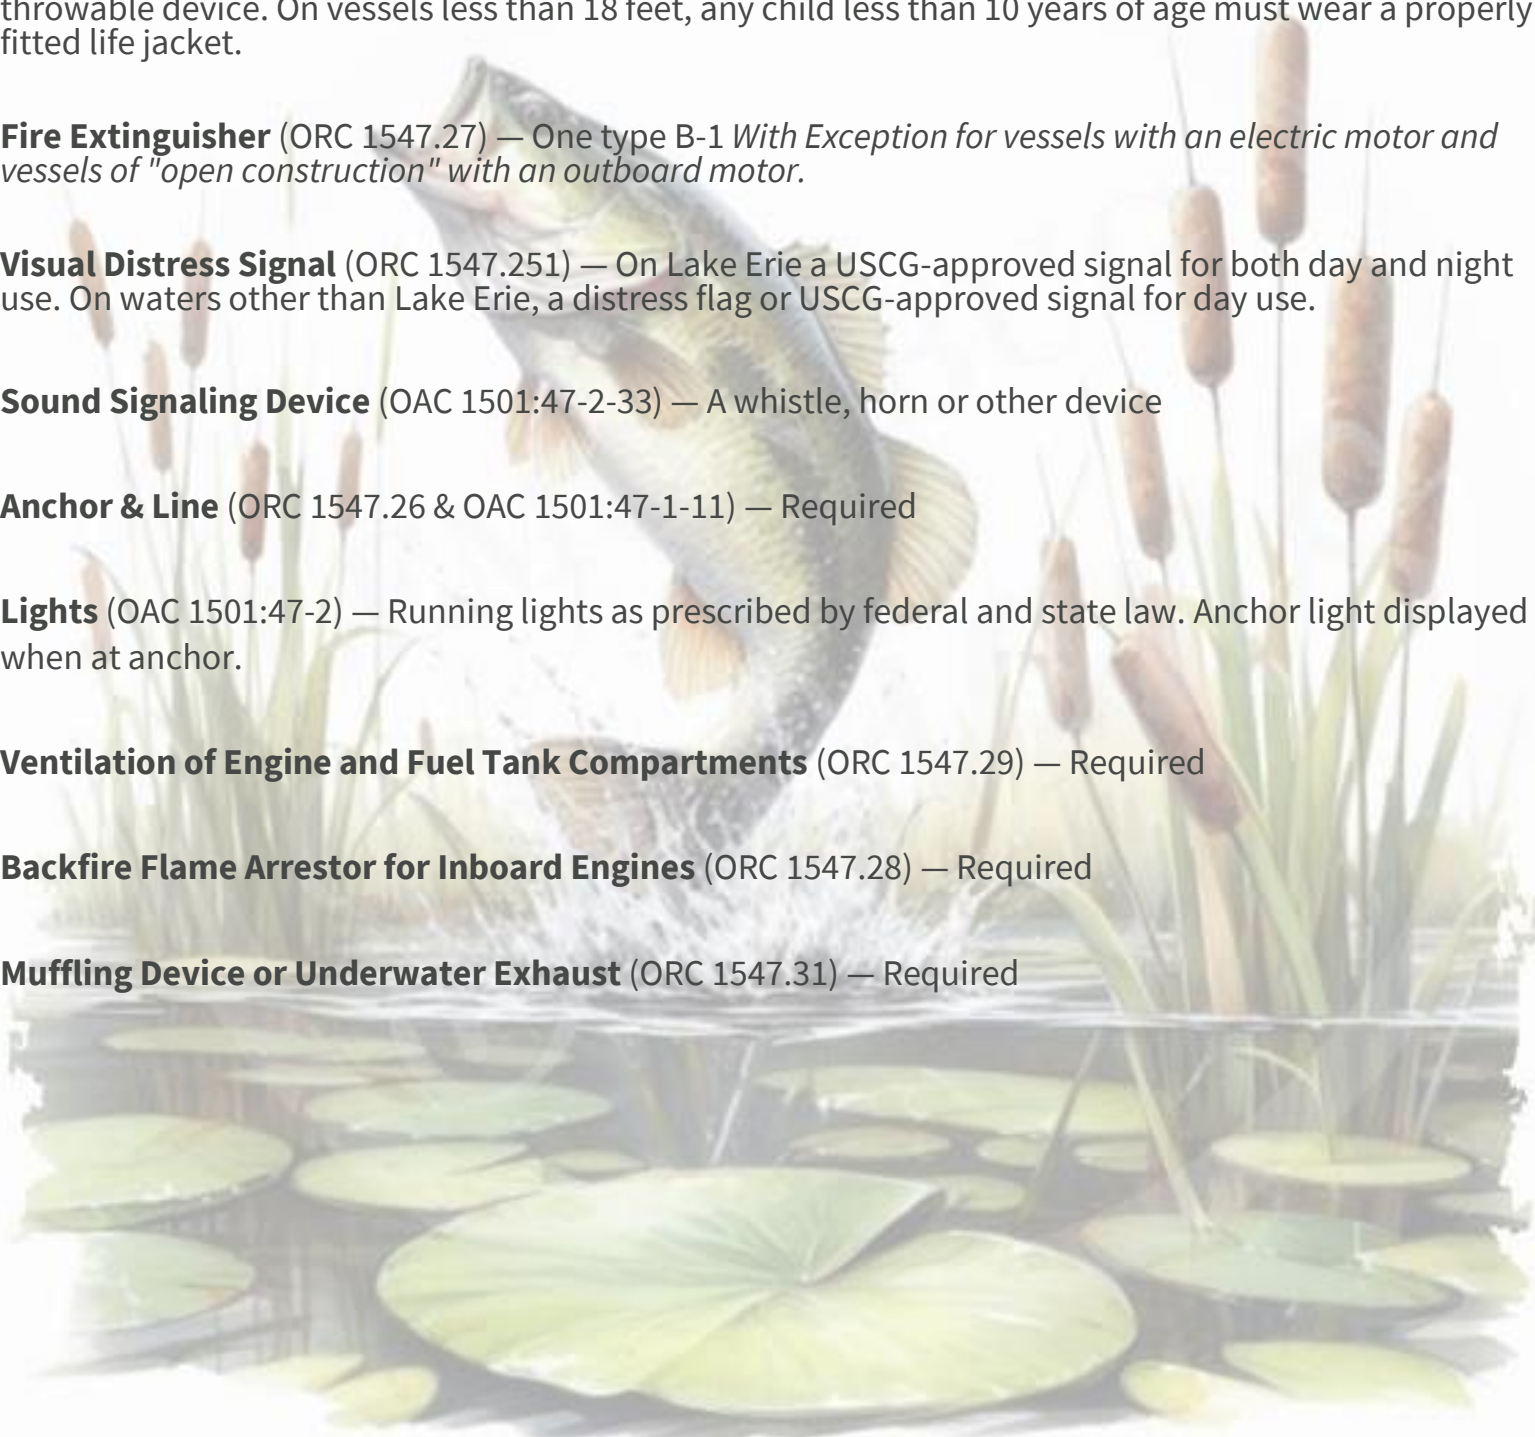 throwable device. On vessels less than 18 feet, any child less than 10 years of age must wear a properly
fitted life jacket.
Fire Extinguisher (ORC 1547.27) — One type B-1 With Exception for vessels with an electric motor and
vessels of "open construction" with an outboard motor.
Visual Distress Signal (ORC 1547.251) — On Lake Erie a USCG-approved signal for both day and night
use. On waters other than Lake Erie, a distress flag or USCG-approved signal for day use.
Sound Signaling Device (OAC 1501:47-2-33) — A whistle, horn or other device
Anchor & Line (ORC 1547.26 & OAC 1501:47-1-11) — Required
Lights (OAC 1501:47-2) — Running lights as prescribed by federal and state law. Anchor light displayed
when at anchor.
Ventilation of Engine and Fuel Tank Compartments (ORC 1547.29) — Required
Backfire Flame Arrestor for Inboard Engines (ORC 1547.28) — Required
Muffling Device or Underwater Exhaust (ORC 1547.31) — Required